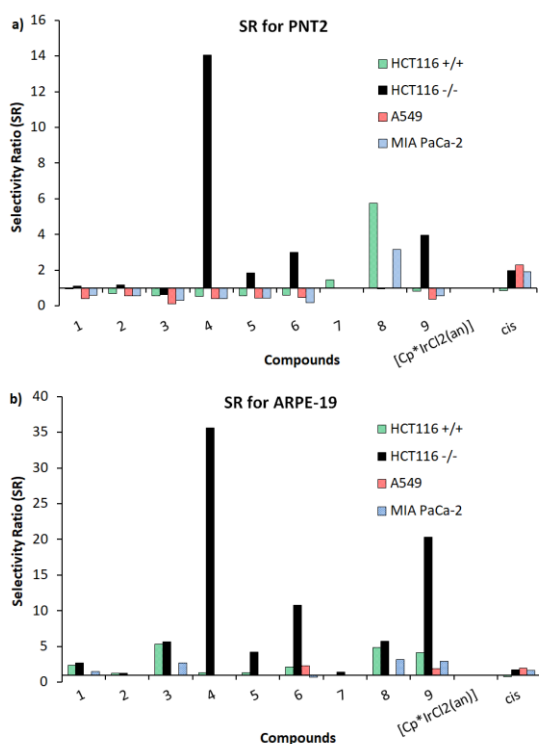 a)
SR for PNT2
Selectivity Ratio (SR)
16
14
12
10
8
6
4
2
0
HCT116 +/+
HCT116 -/-
A549
MIA PaCa-2
1
2
3
4
5
6
7
8
9
[Cp*IrCl2(an)]
cis
Compounds
b)
SR for ARPE-19
Selectivity Ratio (SR)
40
35
30
25
20
15
10
5
0
HCT116 +/+
HCT116 -/-
A549
MIA PaCa-2
1
2
3
4
5
6
7
8
9
[Cp*IrCl2(an)]
cis
Compounds